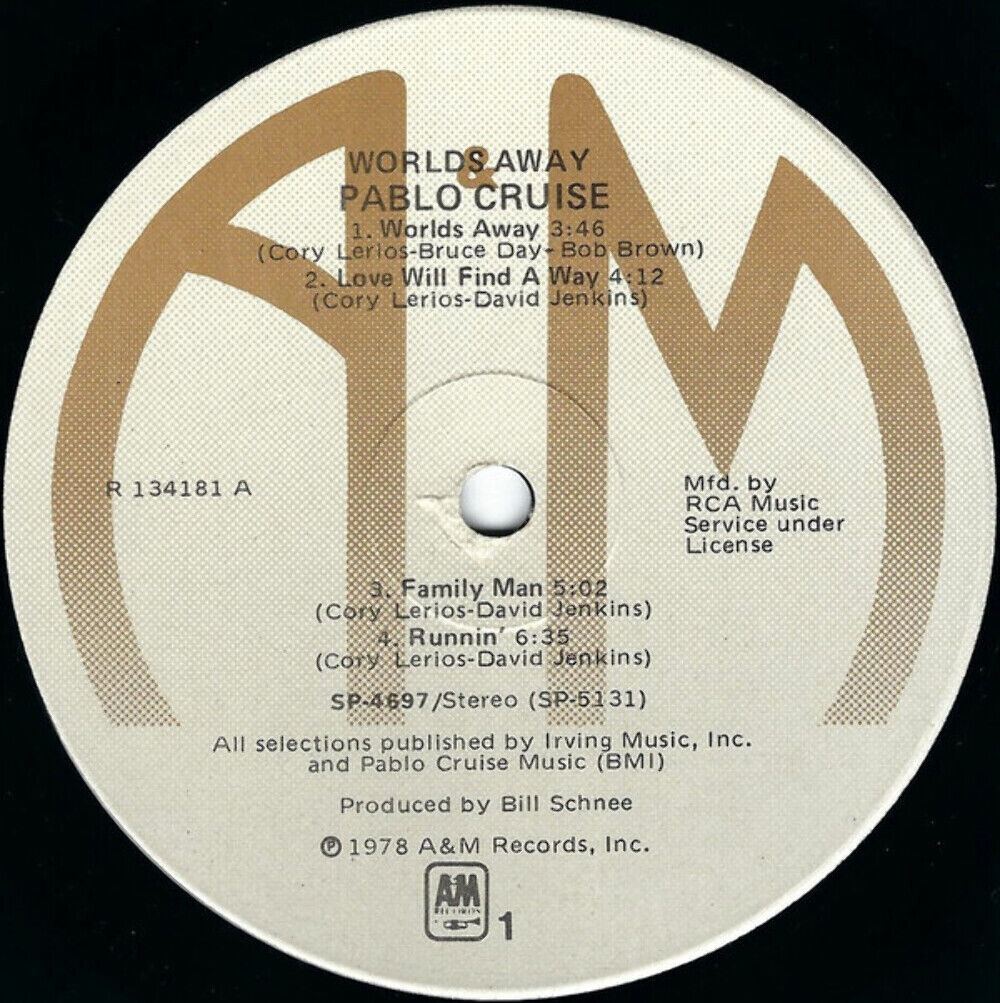 A&M
WORLDS AWAY
PABLO CRUISE
1. Worlds Away 3:46
(Cory Lerios-Bruce Day- Bob Brown)
2. Love Will Find A Way 4:12
(Cory Lerios-David Jenkins)
R 134181 A
Mfd. by
RCA Music
Service under
License
3. Family Man 5:02
(Cory Lerios-David Jenkins)
4. Runnin' 6:35
(Cory Lerios-David Jenkins)
SP-4697/Stereo (SP-5131)
All selections published by Irving Music, Inc.
and Pablo Cruise Music (BMI)
Produced by Bill Schnee
℗ 1978 A&M Records, Inc.
A&M
RECORDS
1